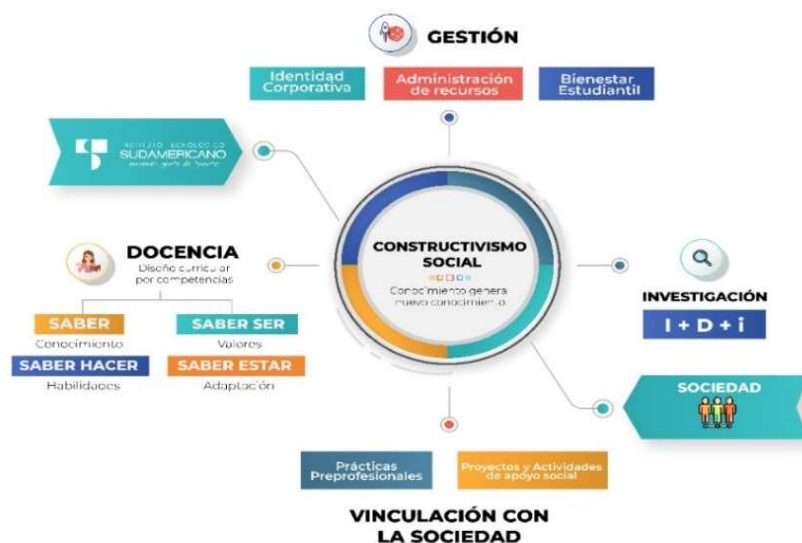 GESTIÓN
Identidad
Corporativa
Administración
de recursos
Bienestar
Estudiantil
SUDAMERICANO
DOCENCIA
Diseño curricular
por competencias
SABER
Conocimiento
SABER SER
Valores
SABER HACER
Habilidades
SABER ESTAR
Adaptación
CONSTRUCTIVISMO
SOCIAL
Conocimiento genera
nuevo conocimiento
INVESTIGACIÓN
I + D + i
SOCIEDAD
Prácticas
Preprofesionales
Proyectos y Actividades
de apoyo social
VINCULACIÓN CON
LA SOCIEDAD